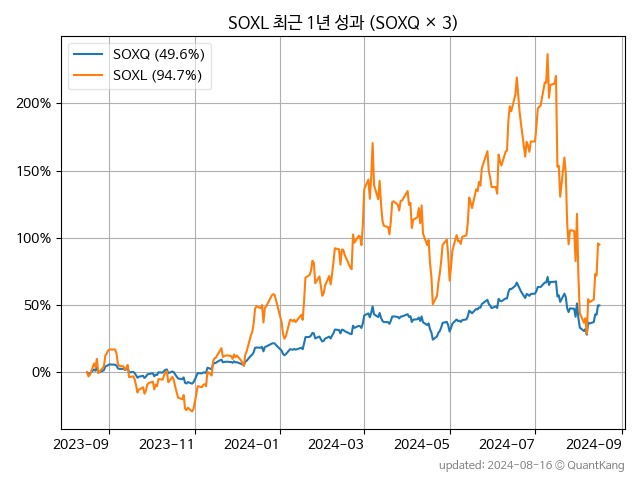 SOXL 최근 1년 성과 (SOXQ × 3)
SOXQ (49.6%)
SOXL (94.7%)
200%
150%
100%
50%
0%
2023-09 2023-11 2024-01 2024-03 2024-05 2024-07 2024-09
updated: 2024-08-16 © QuantKang